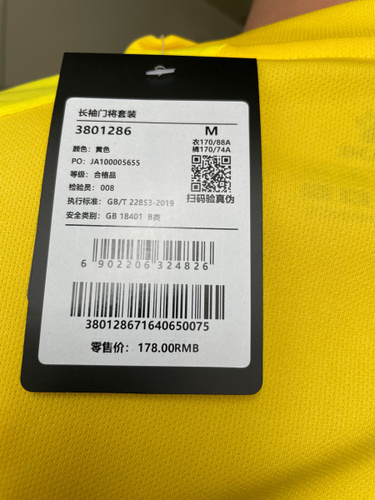 长袖门将套装
3801286 M
颜色：黄色 衣170/88A
PO：JA100005655 裤170/74A
等级：合格品
检验员：008
扫码验真伪
执行标准：GB/T 22853-2019
安全类别：GB 18401 B类
6902206324826
380128671640650075
零售价：178.00RMB